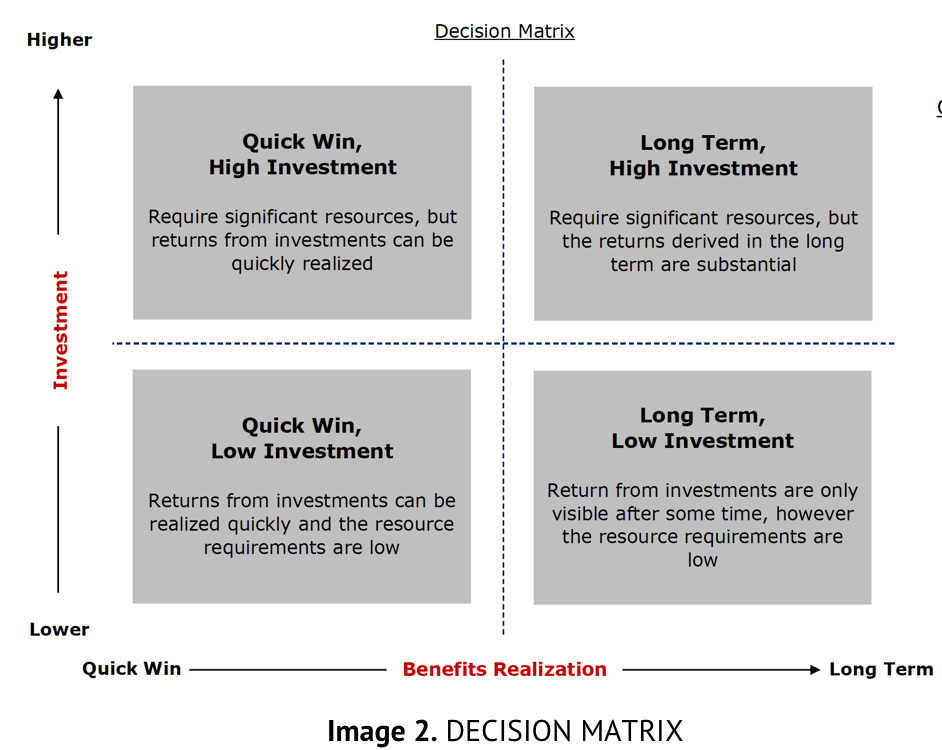 Decision Matrix
Higher
Quick Win,
High Investment
Require significant resources, but
returns from investments can be
quickly realized
Long Term,
High Investment
Require significant resources, but
the returns derived in the long
term are substantial
Investment
Quick Win,
Low Investment
Returns from investments can be
realized quickly and the resource
requirements are low
Long Term,
Low Investment
Return from investments are only
visible after some time, however
the resource requirements are
low
Lower
Quick Win
Benefits Realization
Long Term
Image 2. DECISION MATRIX